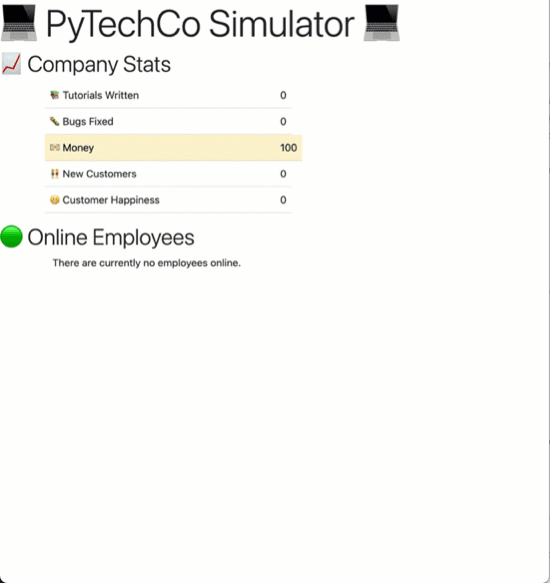 💻 PyTechCo Simulator 💻
📈 Company Stats
📚 Tutorials Written 0
🐛 Bugs Fixed 0
💵 Money 100
👯 New Customers 0
😊 Customer Happiness 0
🟢 Online Employees
There are currently no employees online.